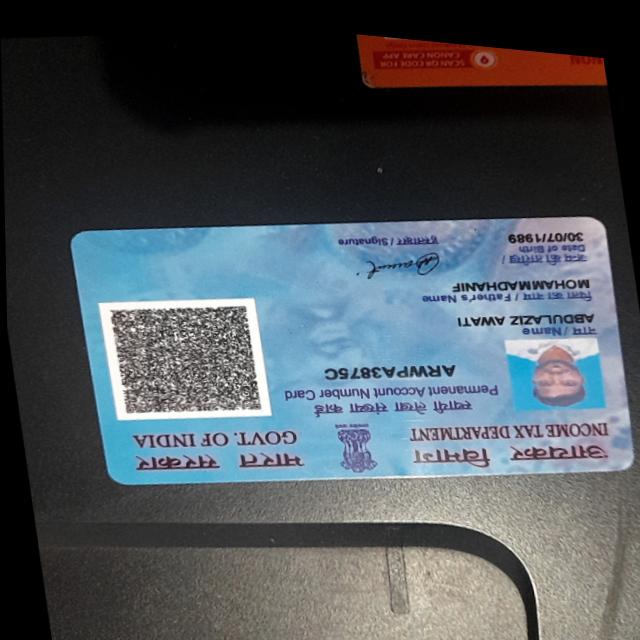 आयकर विभाग
INCOME TAX DEPARTMENT
भारत सरकार
GOVT. OF INDIA
सत्यमेव जयते
स्थायी लेखा संख्या कार्ड
Permanent Account Number Card
ARWPA3875C
नाम / Name
ABDULAZIZ AWATI
पिता का नाम / Father's Name
MOHAMMADHANIF
जन्म की तारीख /
Date of Birth
30/07/1989
हस्ताक्षर / Signature
SCAN QR CODE FOR
CANON CARE APP